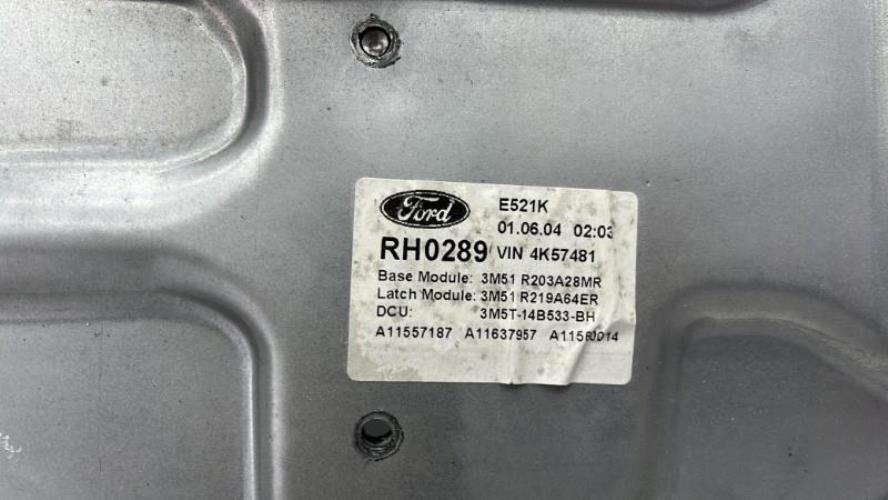 Ford
E521K
01.06.04 02:03
RH0289 VIN 4K57481
Base Module: 3M51 R203A28MR
Latch Module: 3M51 R219A64ER
DCU: 3M5T-14B533-BH
A11557187 A11637957